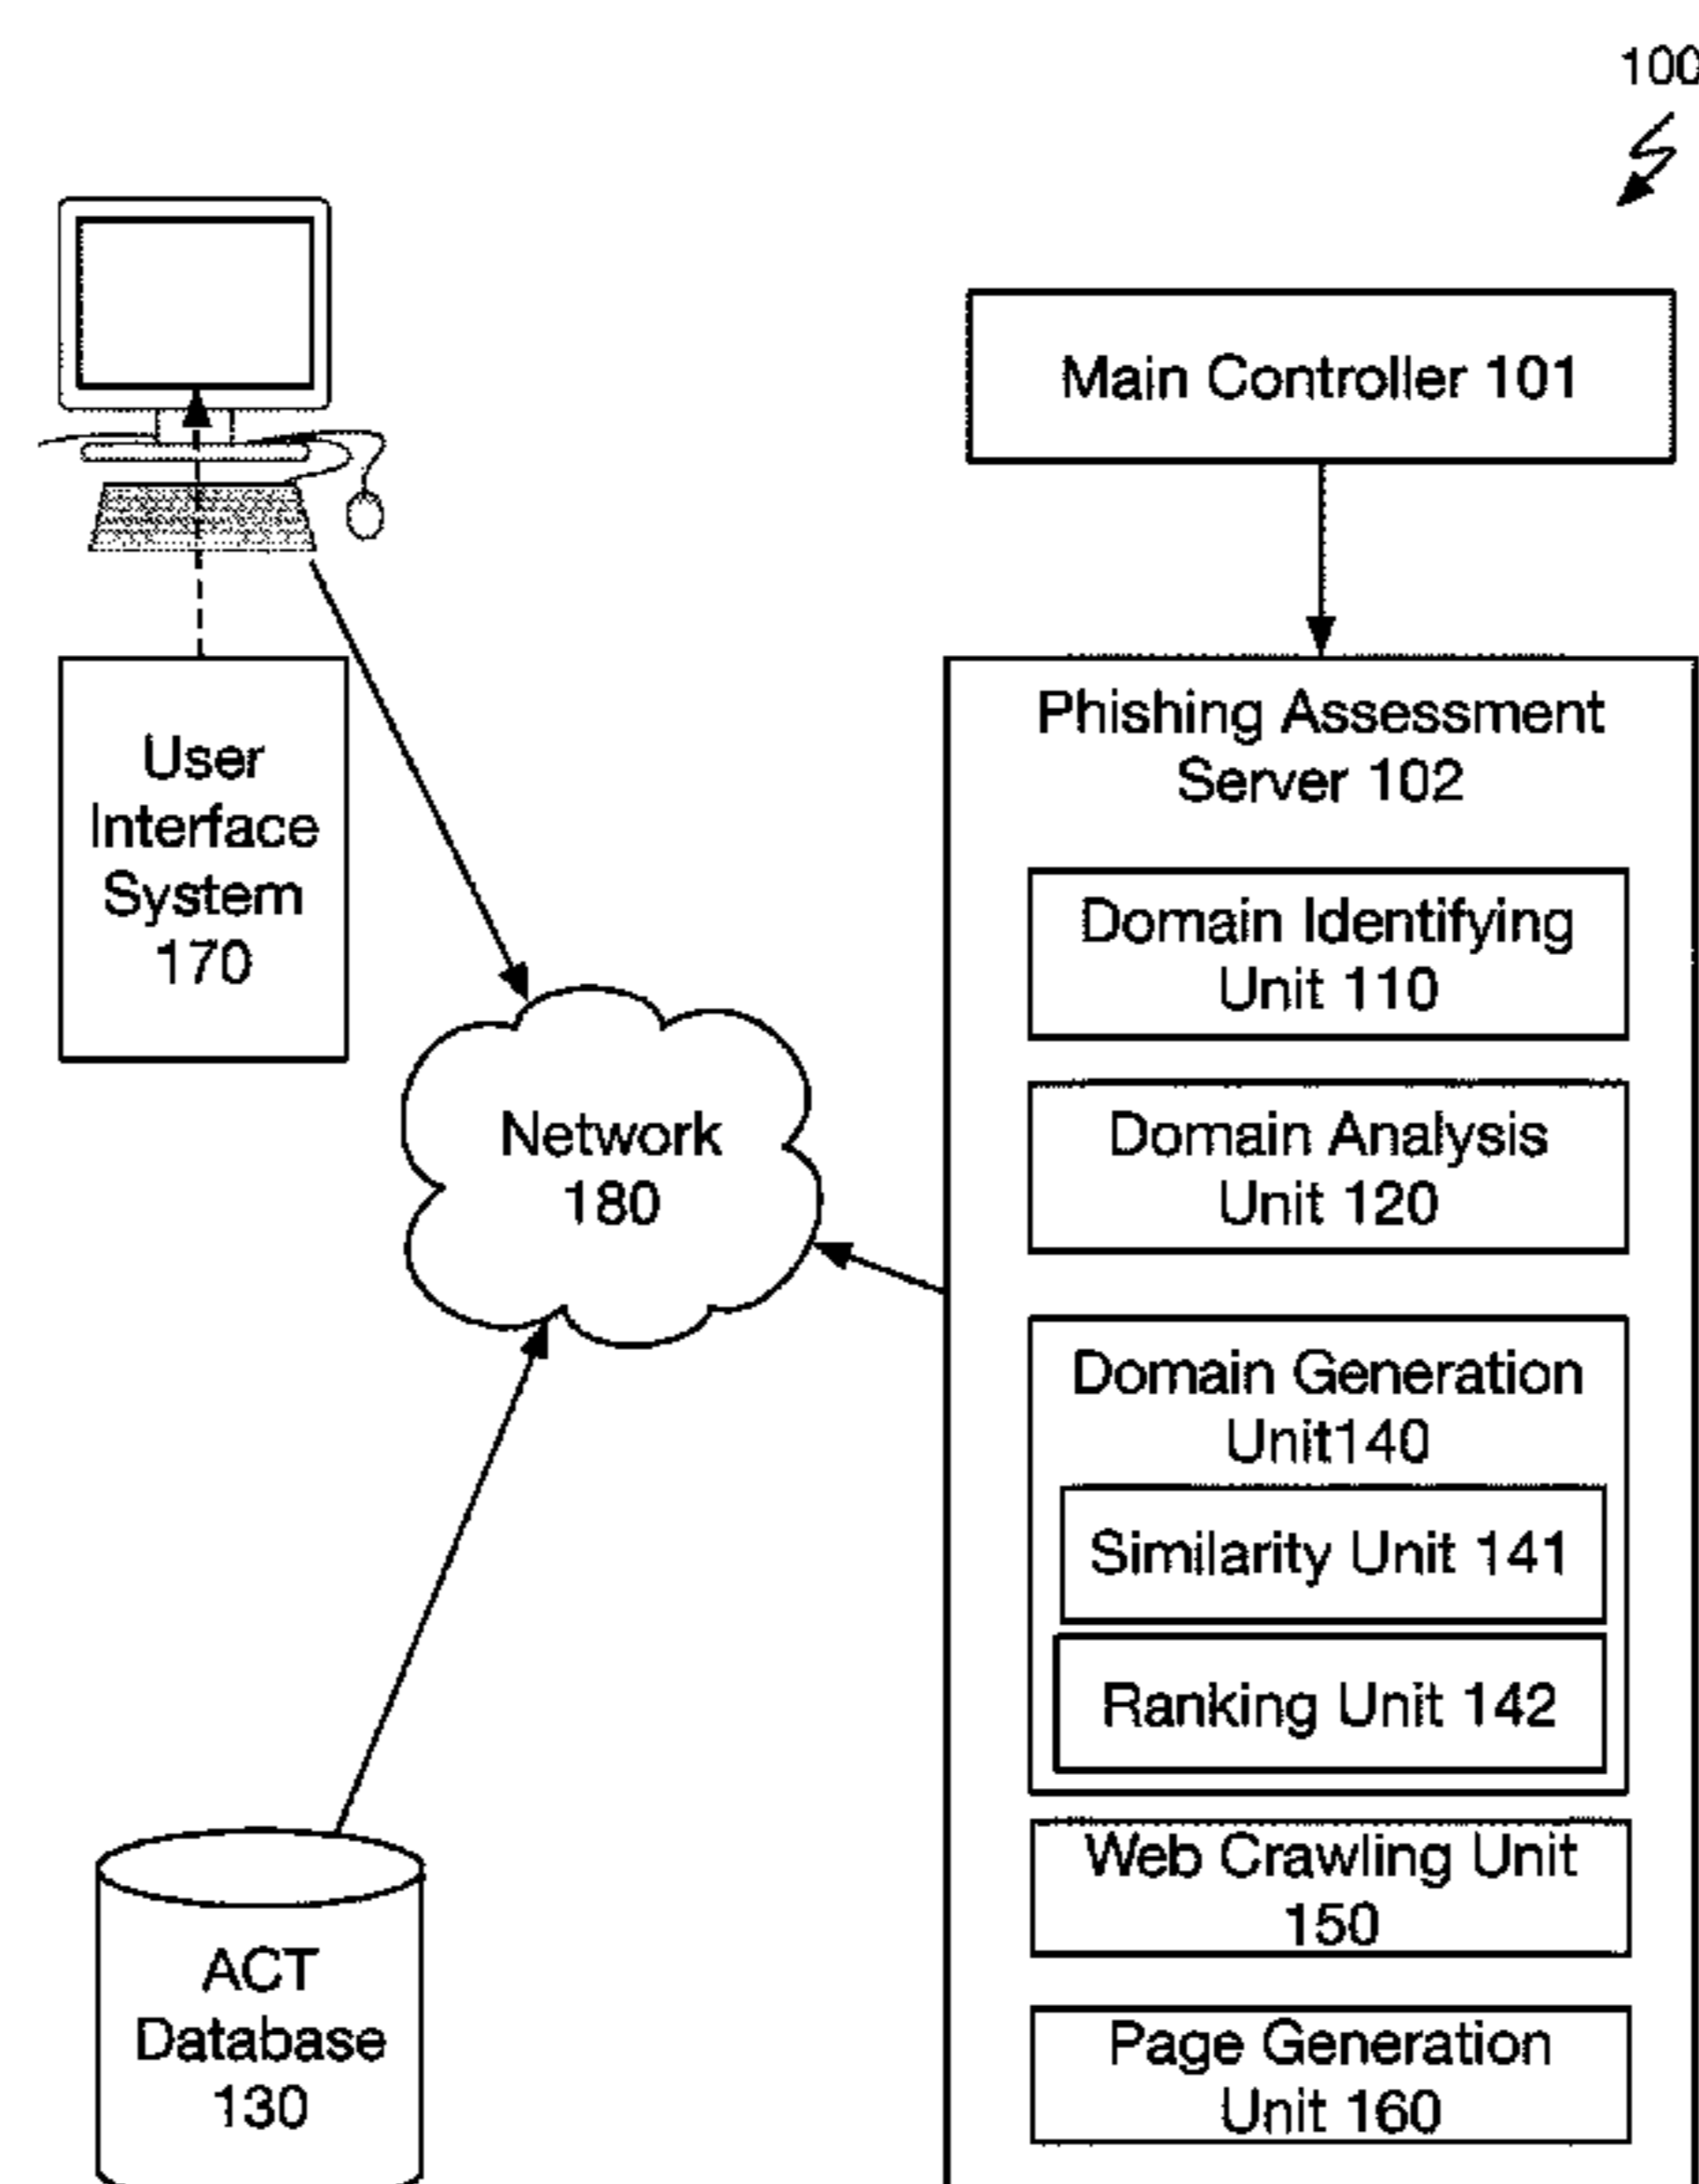 100
Main Controller 101
Phishing Assessment
Server 102
User
Interface
System
170
Domain Identifying
Unit 110
Network
180
Domain Analysis
Unit 120
Domain Generation
Unit140
Similarity Unit 141
Ranking Unit 142
Web Crawling Unit
150
ACT
Database
130
Page Generation
Unit 160